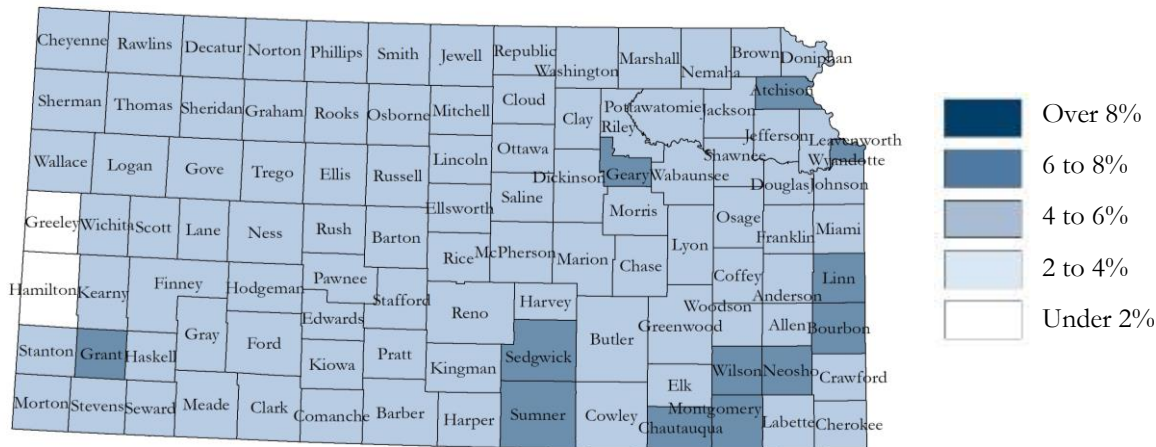 Cheyenne Rawlins Decatur Norton Phillips Smith Jewell Republic Washington Marshall Nemaha Brown Doniphan
Atchison
Sherman Thomas Sheridan Graham Rooks Osborne Mitchell Cloud Clay Riley Pottawatomie Jackson
Jefferson Leavenworth
Wyandotte
Wallace Logan Gove Trego Ellis Russell Lincoln Ottawa Dickinson Geary Wabaunsee Shawnee
Douglas Johnson
Greeley Wichita Scott Lane Ness Rush Barton Ellsworth Saline Morris Osage
Franklin Miami
Rice McPherson Marion Chase Lyon Coffey
Anderson Linn
Hamilton Kearny Finney Hodgeman Pawnee Stafford Reno Harvey
Edwards Butler Greenwood Woodson Allen Bourbon
Stanton Grant Haskell Gray Ford Kiowa Pratt Kingman Sedgwick Elk Wilson Neosho Crawford
Morton Stevens Seward Meade Clark Comanche Barber Harper Sumner Cowley Chautauqua Montgomery Labette Cherokee
Over 8%
6 to 8%
4 to 6%
2 to 4%
Under 2%